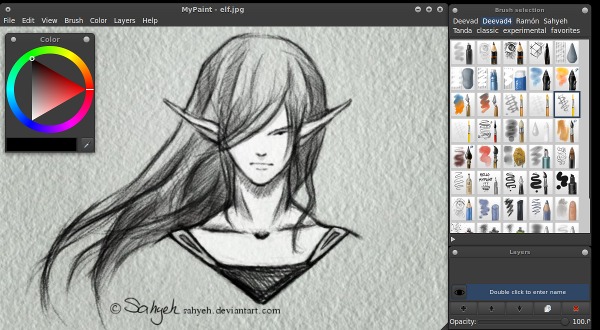 MyPaint - elf.jpg
File Edit View Brush Color Layers Help
Color
© Sahyeh sahyeh.deviantart.com
Brush selection
Deevad Deevad4 Ramón Sahyeh
Tanda classic experimental favorites
Layers
Double click to enter name
Opacity: 100.